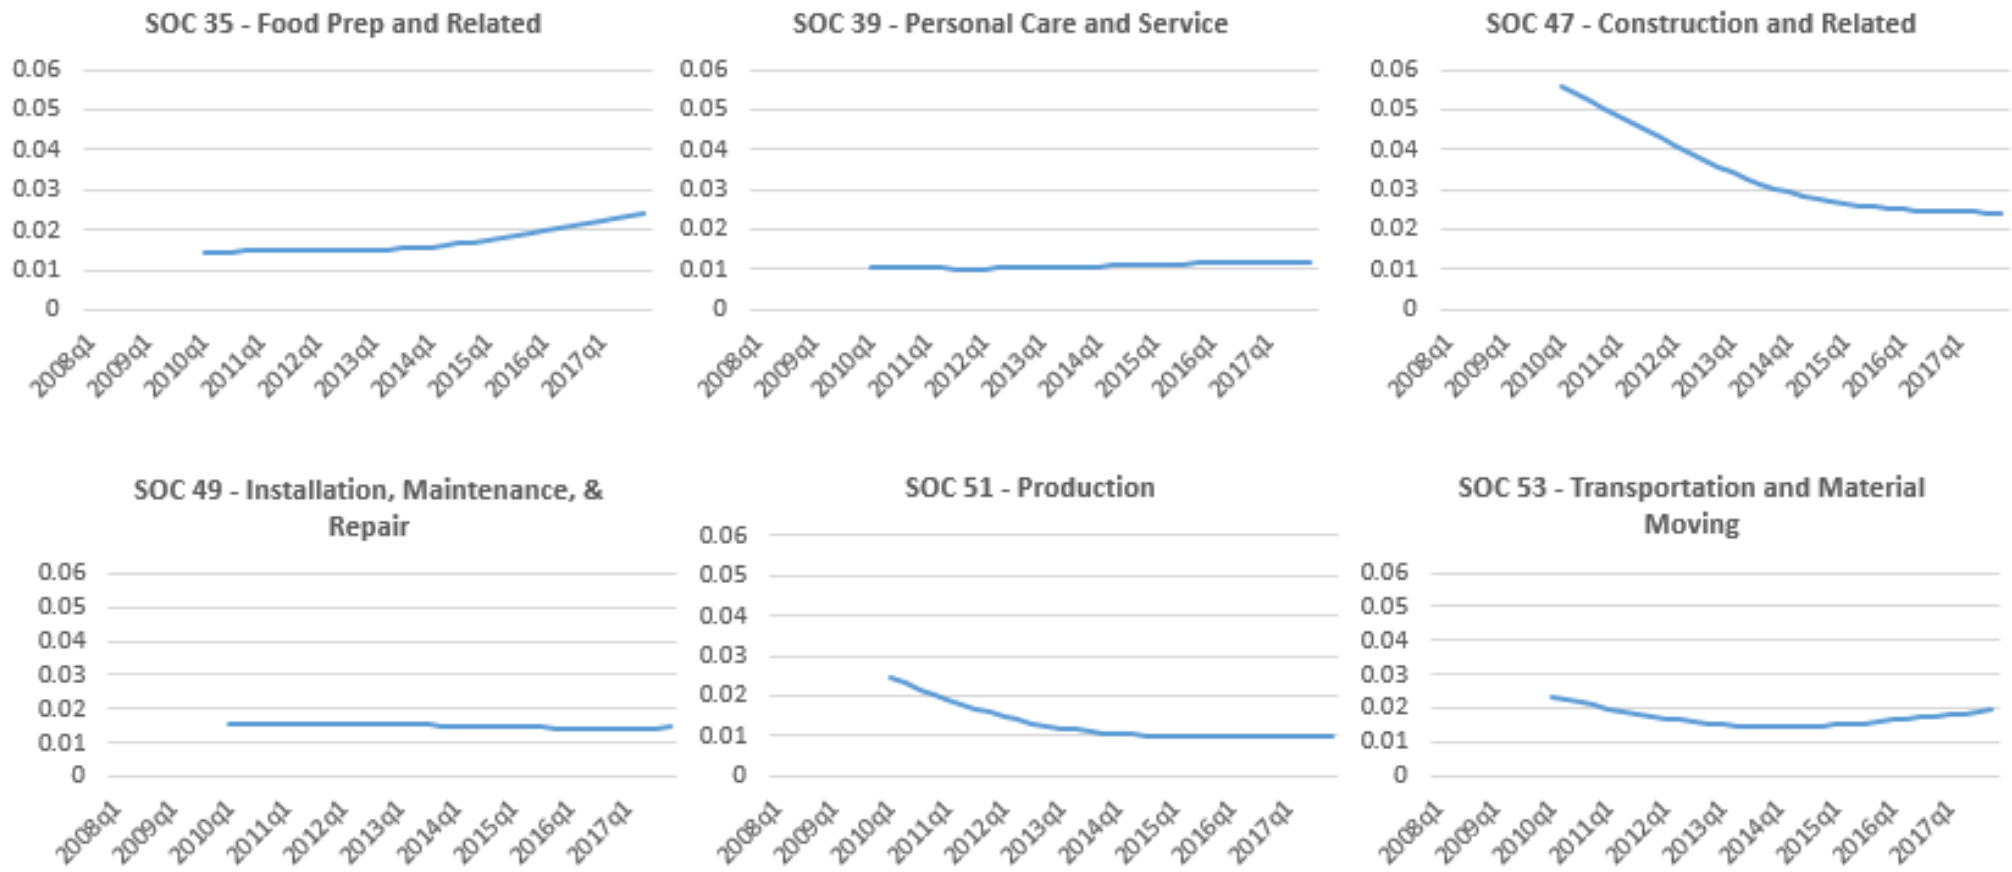 SOC 35 - Food Prep and Related
0.06
0.05
0.04
0.03
0.02
0.01
0
2008q1
2009q1
2010q1
2011q1
2012q1
2013q1
2014q1
2015q1
2016q1
2017q1
SOC 39 - Personal Care and Service
0.06
0.05
0.04
0.03
0.02
0.01
0
2008q1
2009q1
2010q1
2011q1
2012q1
2013q1
2014q1
2015q1
2016q1
2017q1
SOC 47 - Construction and Related
0.06
0.05
0.04
0.03
0.02
0.01
0
2008q1
2009q1
2010q1
2011q1
2012q1
2013q1
2014q1
2015q1
2016q1
2017q1
SOC 49 - Installation, Maintenance, &
Repair
0.06
0.05
0.04
0.03
0.02
0.01
0
2008q1
2009q1
2010q1
2011q1
2012q1
2013q1
2014q1
2015q1
2016q1
2017q1
SOC 51 - Production
0.06
0.05
0.04
0.03
0.02
0.01
0
2008q1
2009q1
2010q1
2011q1
2012q1
2013q1
2014q1
2015q1
2016q1
2017q1
SOC 53 - Transportation and Material
Moving
0.06
0.05
0.04
0.03
0.02
0.01
0
2008q1
2009q1
2010q1
2011q1
2012q1
2013q1
2014q1
2015q1
2016q1
2017q1